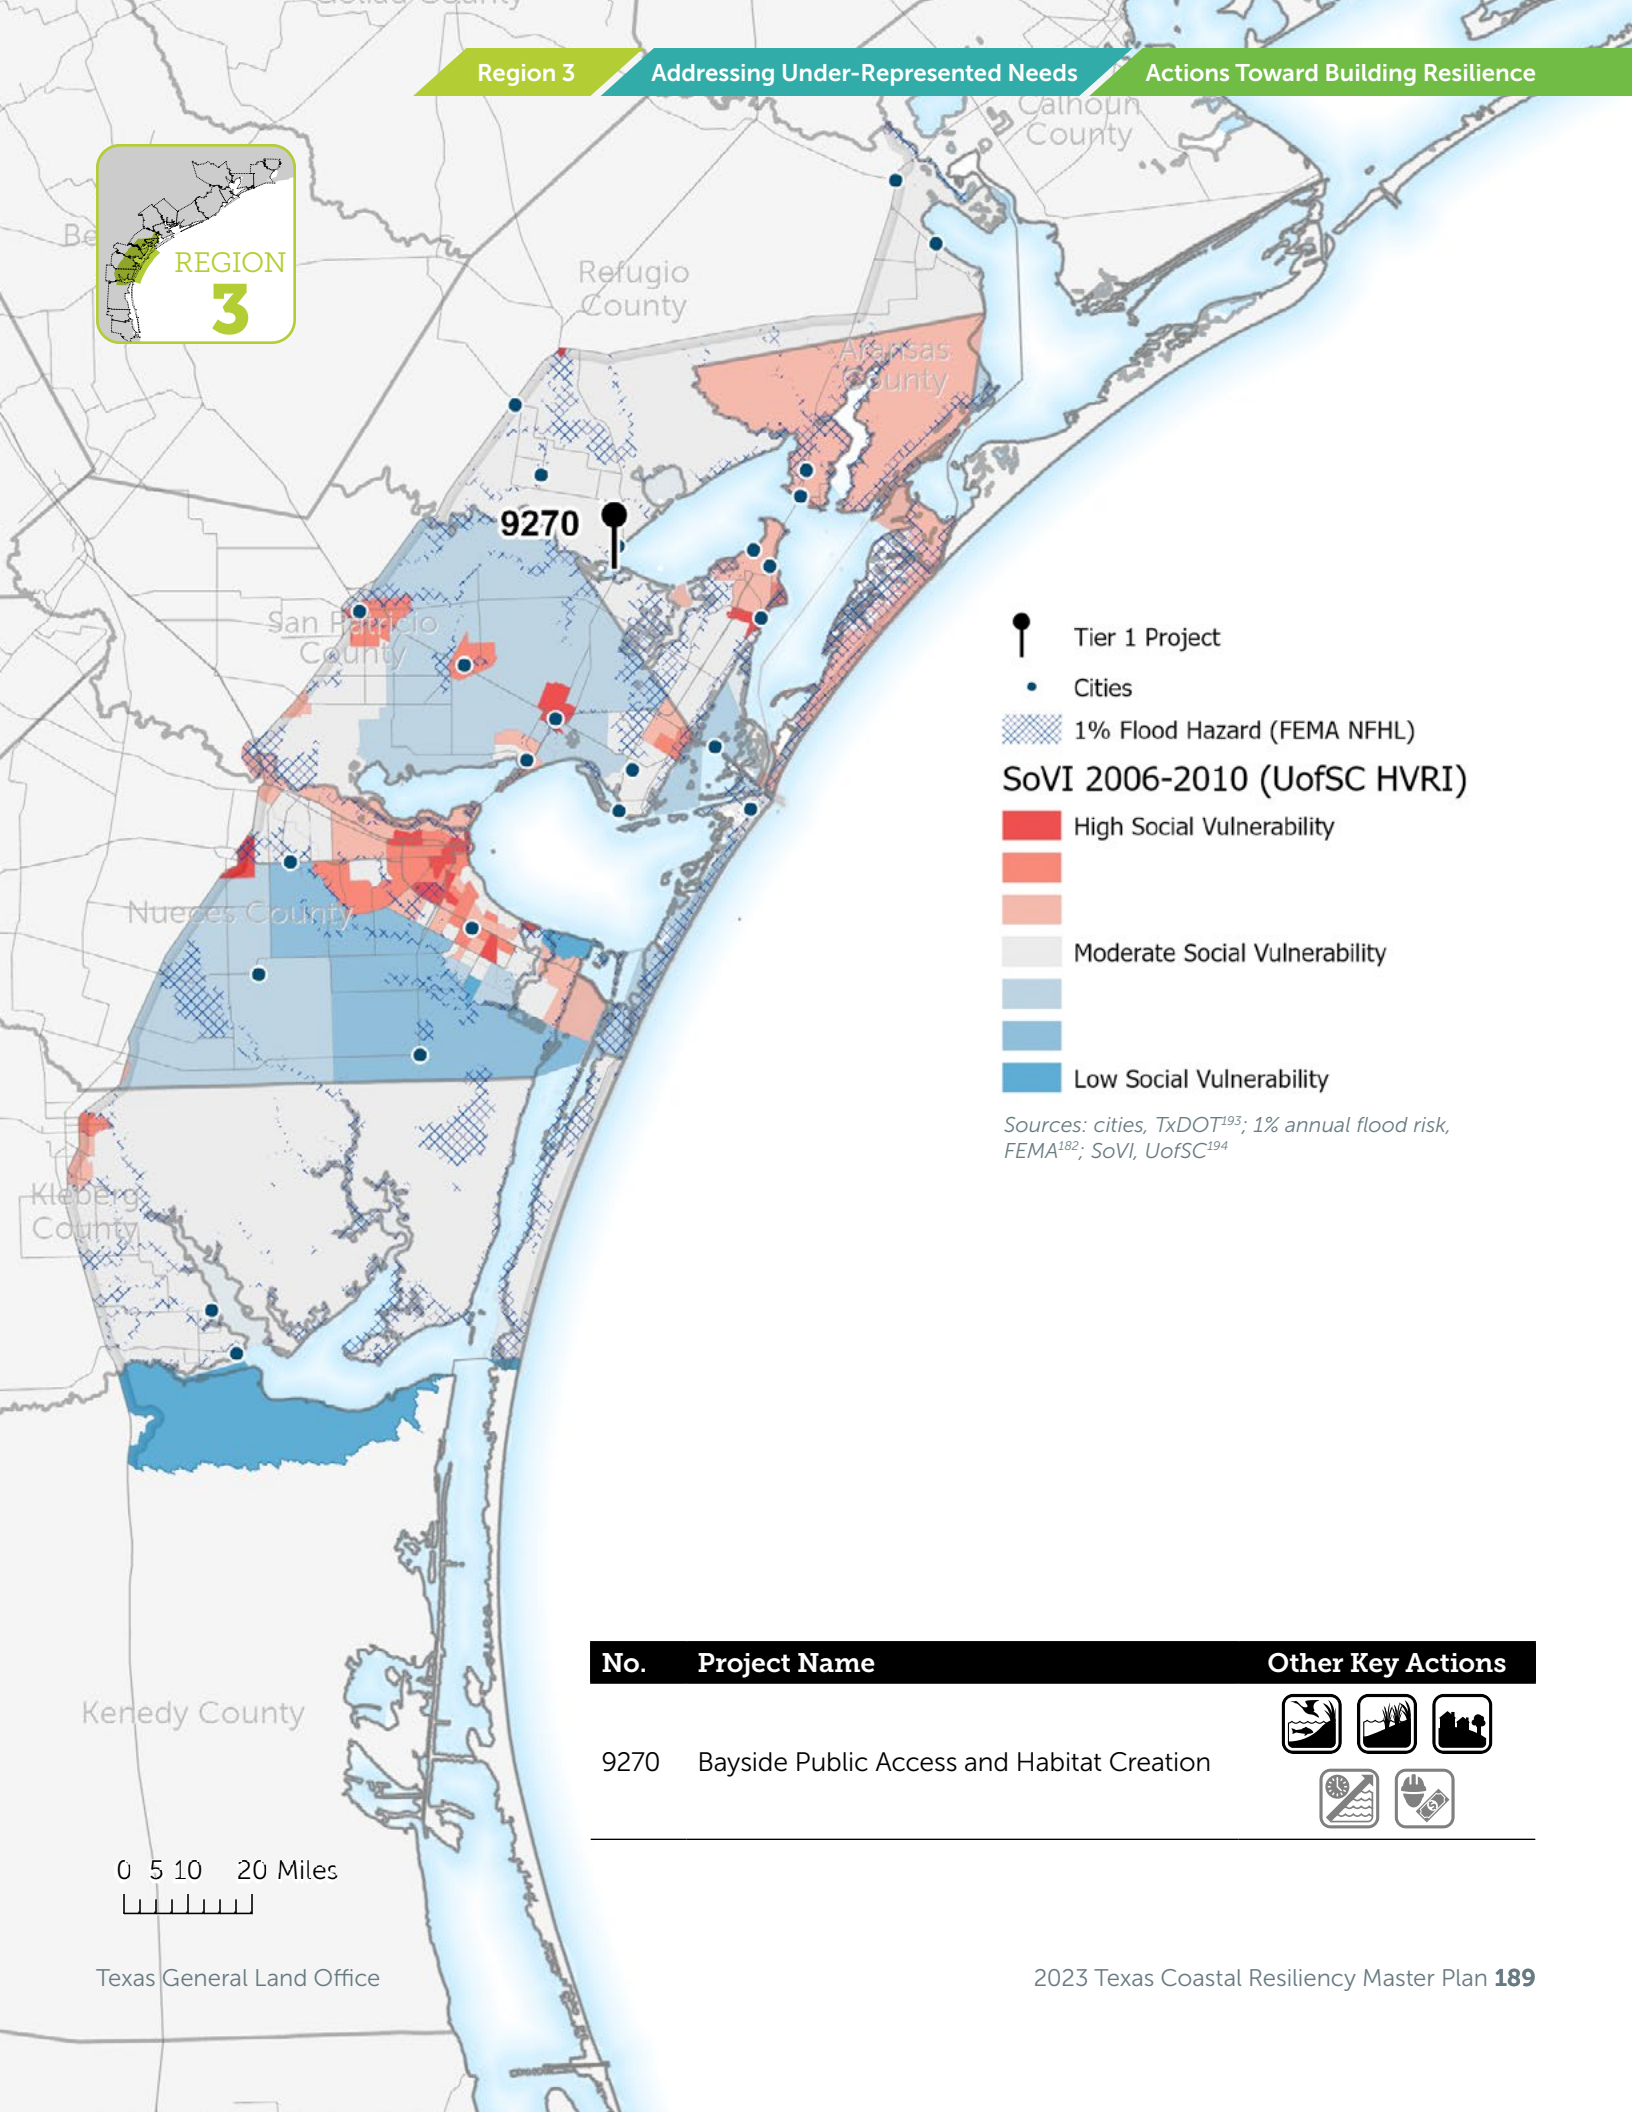 Goliad County
Region 3
Addressing Under-Represented Needs
Actions Toward Building Resilience
Calhoun
County
Be
REGION
3
Refugio
County
Aransas
County
9270
San Patricio
County
Tier 1 Project
Cities
1% Flood Hazard (FEMA NFHL)
SoVI 2006-2010 (UofSC HVRI)
High Social Vulnerability
Moderate Social Vulnerability
Low Social Vulnerability
Sources: cities, TxDOT193; 1% annual flood risk,
FEMA182; SoVI, UofSC194
Nueces County
Kleberg
County
Kenedy County
No. Project Name Other Key Actions
9270 Bayside Public Access and Habitat Creation
0 5 10 20 Miles
Texas General Land Office
2023 Texas Coastal Resiliency Master Plan 189